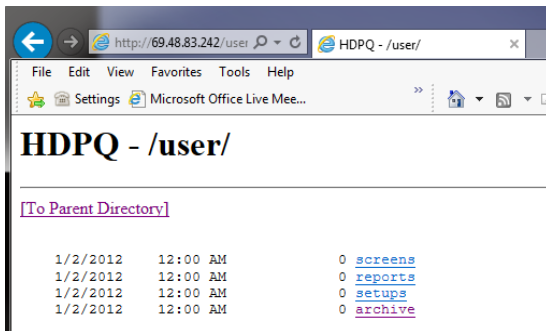 http://69.48.83.242/user
HDPQ - /user/
File Edit View Favorites Tools Help
Settings Microsoft Office Live Mee...
HDPQ - /user/
[To Parent Directory]
1/2/2012 12:00 AM 0 screens
1/2/2012 12:00 AM 0 reports
1/2/2012 12:00 AM 0 setups
1/2/2012 12:00 AM 0 archive